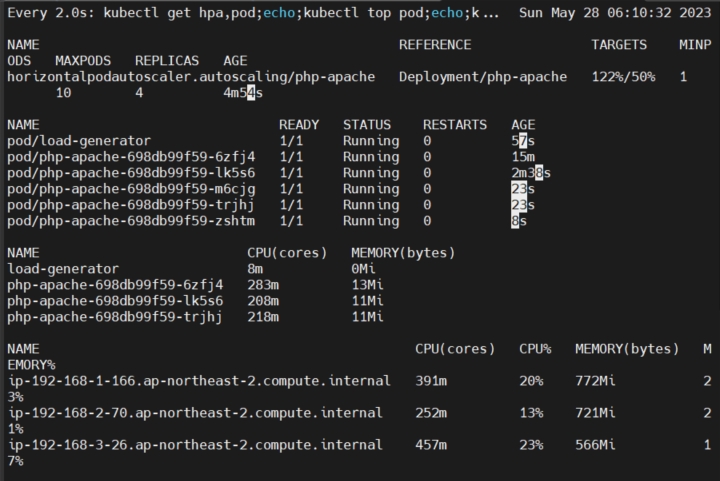 Every 2.0s: kubectl get hpa,pod;echo;kubectl top pod;echo;k...  Sun May 28 06:10:32 2023
NAME                                                 REFERENCE               TARGETS    MINP
ODS   MAXPODS   REPLICAS   AGE
horizontalpodautoscaler.autoscaling/php-apache   Deployment/php-apache   122%/50%   1
      10        4          4m54s
NAME                              READY   STATUS    RESTARTS   AGE
pod/load-generator                1/1     Running   0          57s
pod/php-apache-698db99f59-6zfj4   1/1     Running   0          15m
pod/php-apache-698db99f59-lk5s6   1/1     Running   0          2m38s
pod/php-apache-698db99f59-m6cjg   1/1     Running   0          23s
pod/php-apache-698db99f59-trjhj   1/1     Running   0          23s
pod/php-apache-698db99f59-zshtm   1/1     Running   0          8s
NAME                          CPU(cores)   MEMORY(bytes)
load-generator                8m           0Mi
php-apache-698db99f59-6zfj4   283m         13Mi
php-apache-698db99f59-lk5s6   208m         11Mi
php-apache-698db99f59-trjhj   218m         11Mi
NAME                                               CPU(cores)   CPU%   MEMORY(bytes)   M
EMORY%
ip-192-168-1-166.ap-northeast-2.compute.internal   391m         20%    772Mi           2
3%
ip-192-168-2-70.ap-northeast-2.compute.internal    252m         13%    721Mi           2
1%
ip-192-168-3-26.ap-northeast-2.compute.internal    457m         23%    566Mi           1
7%